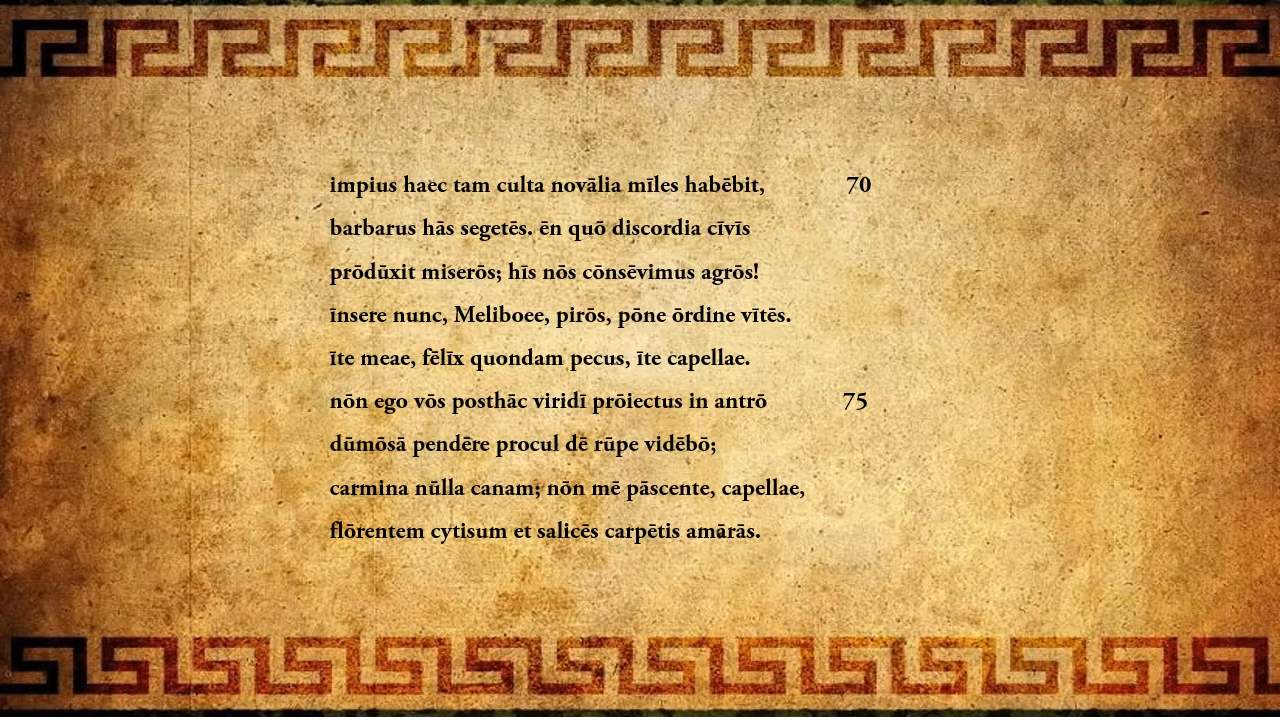 impius haec tam culta novālia mīles habēbit, 70
barbarus hās segetēs. ēn quō discordia cīvīs
prōdūxit miserōs; hīs nōs cōnsēvimus agrōs!
īnsere nunc, Meliboee, pirōs, pōne ōrdine vītēs.
īte meae, fēlīx quondam pecus, īte capellae.
nōn ego vōs posthāc viridī prōiectus in antrō 75
dūmōsā pendēre procul dē rūpe vidēbō;
carmina nūlla canam; nōn mē pāscente, capellae,
flōrentem cytisum et salicēs carpētis amārās.